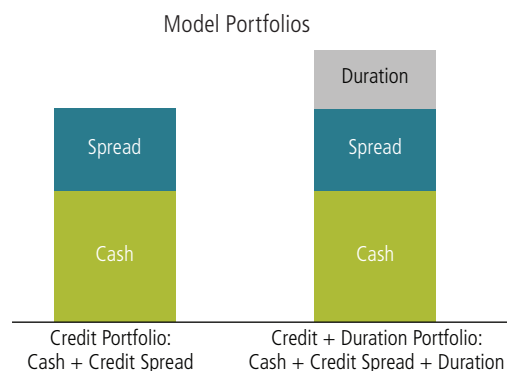 Model Portfolios
Duration
Spread
Spread
Cash
Cash
Credit Portfolio:
Cash + Credit Spread
Credit + Duration Portfolio:
Cash + Credit Spread + Duration